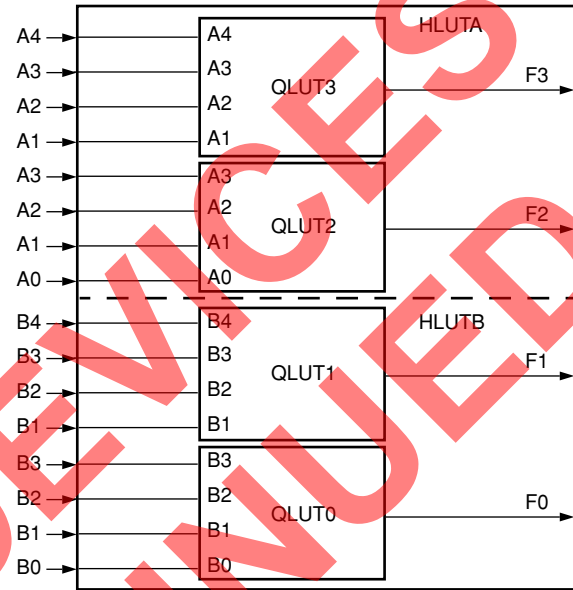 HLUTA
A4 A4
A3 A3
QLUT3 F3
A2 A2
A1 A1
A3 A3
A2 A2
QLUT2 F2
A1 A1
A0 A0
HLUTB
B4 B4
B3 B3
QLUT1 F1
B2 B2
B1 B1
B3 B3
B2 B2
QLUT0 F0
B1 B1
B0 B0
DEVICES
NUED